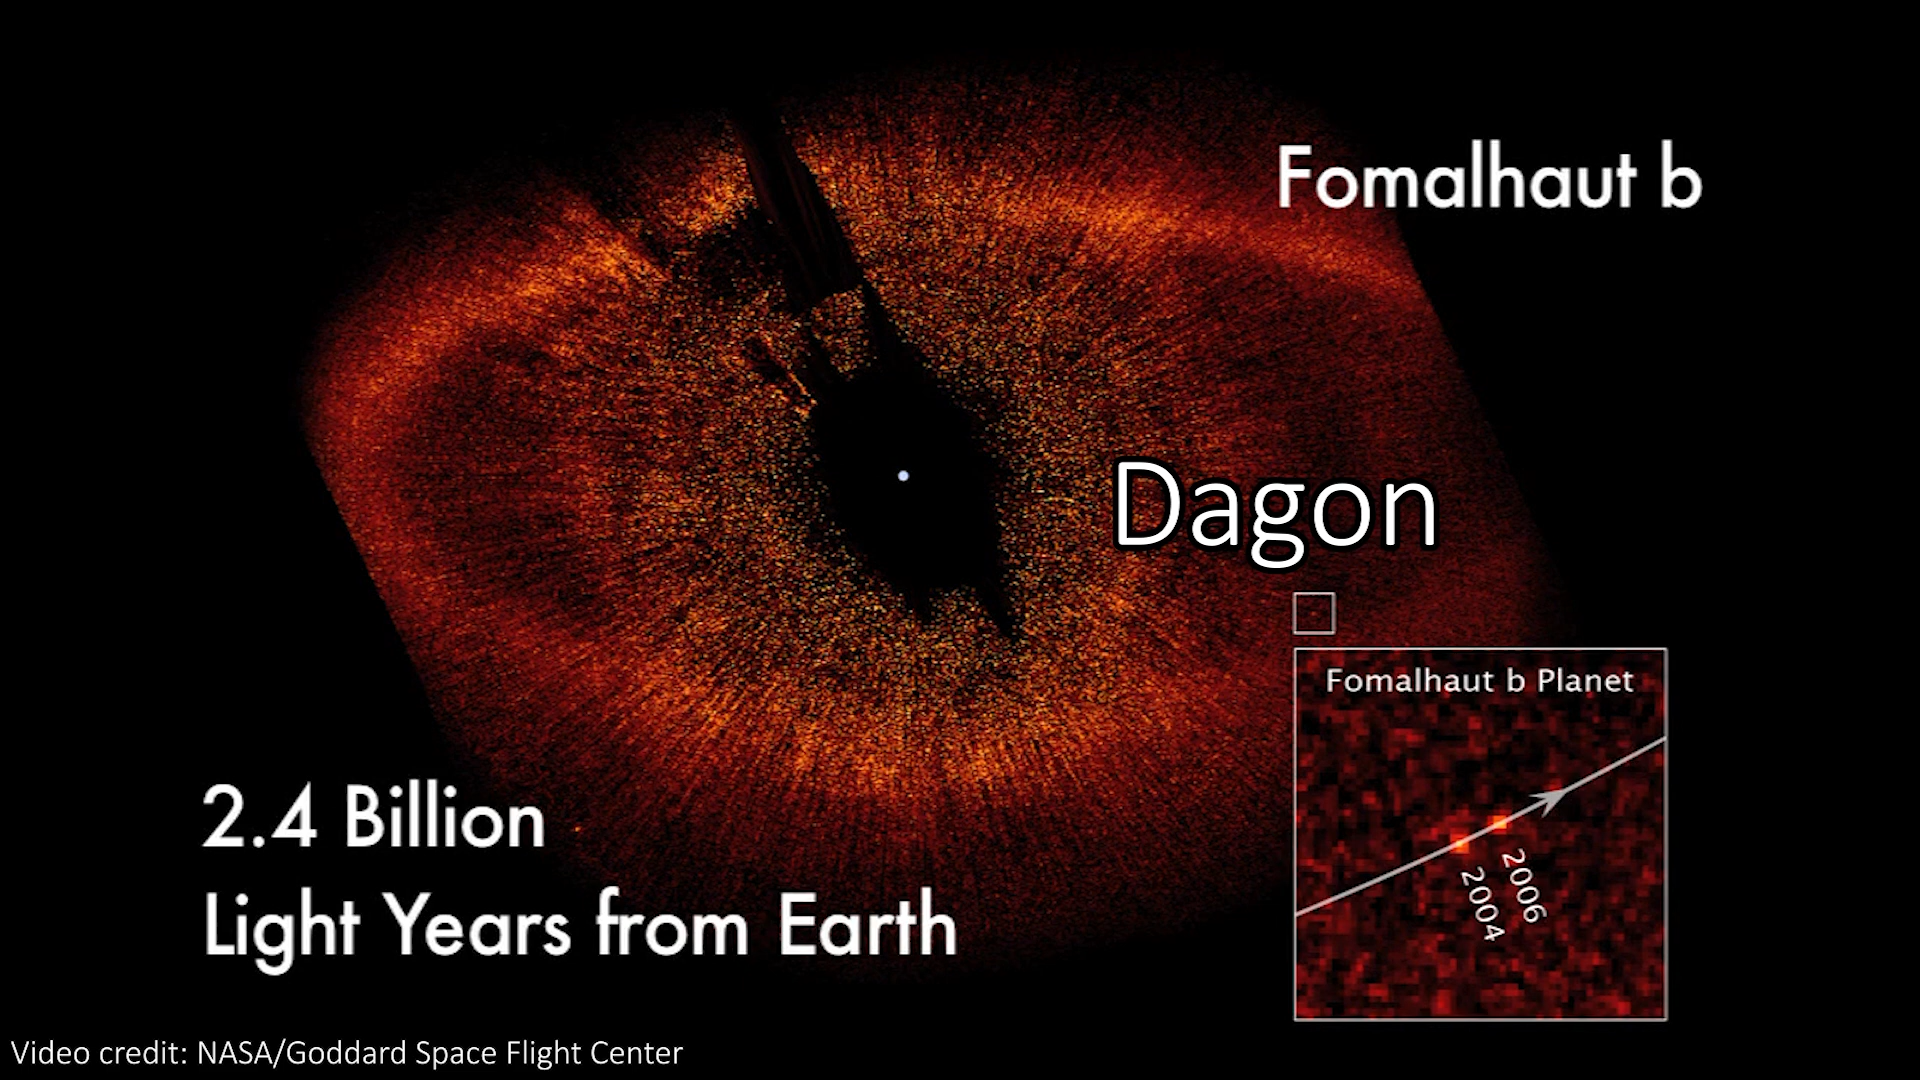 Fomalhaut b
Dagon
Fomalhaut b Planet
2006
2004
2.4 Billion
Light Years from Earth
Video credit: NASA/Goddard Space Flight Center